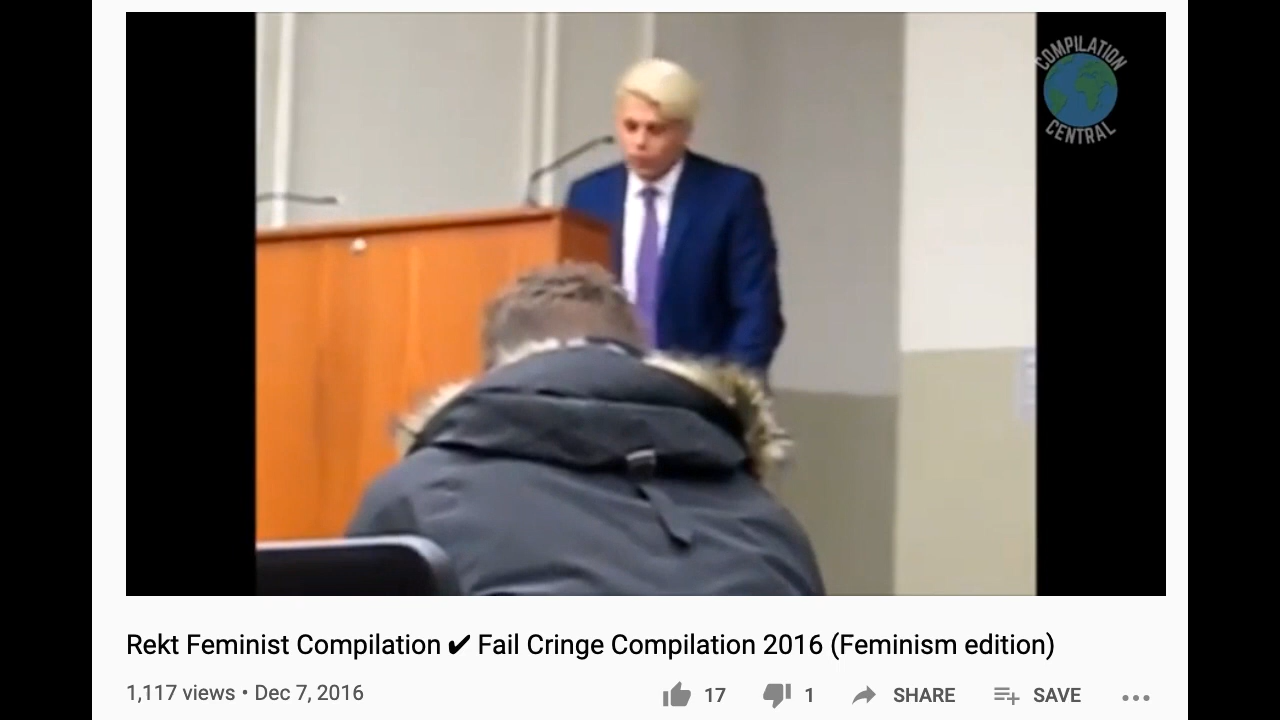 COMPILATION
CENTRAL
Rekt Feminist Compilation ✔ Fail Cringe Compilation 2016 (Feminism edition)
1,117 views • Dec 7, 2016
17
1
SHARE
SAVE